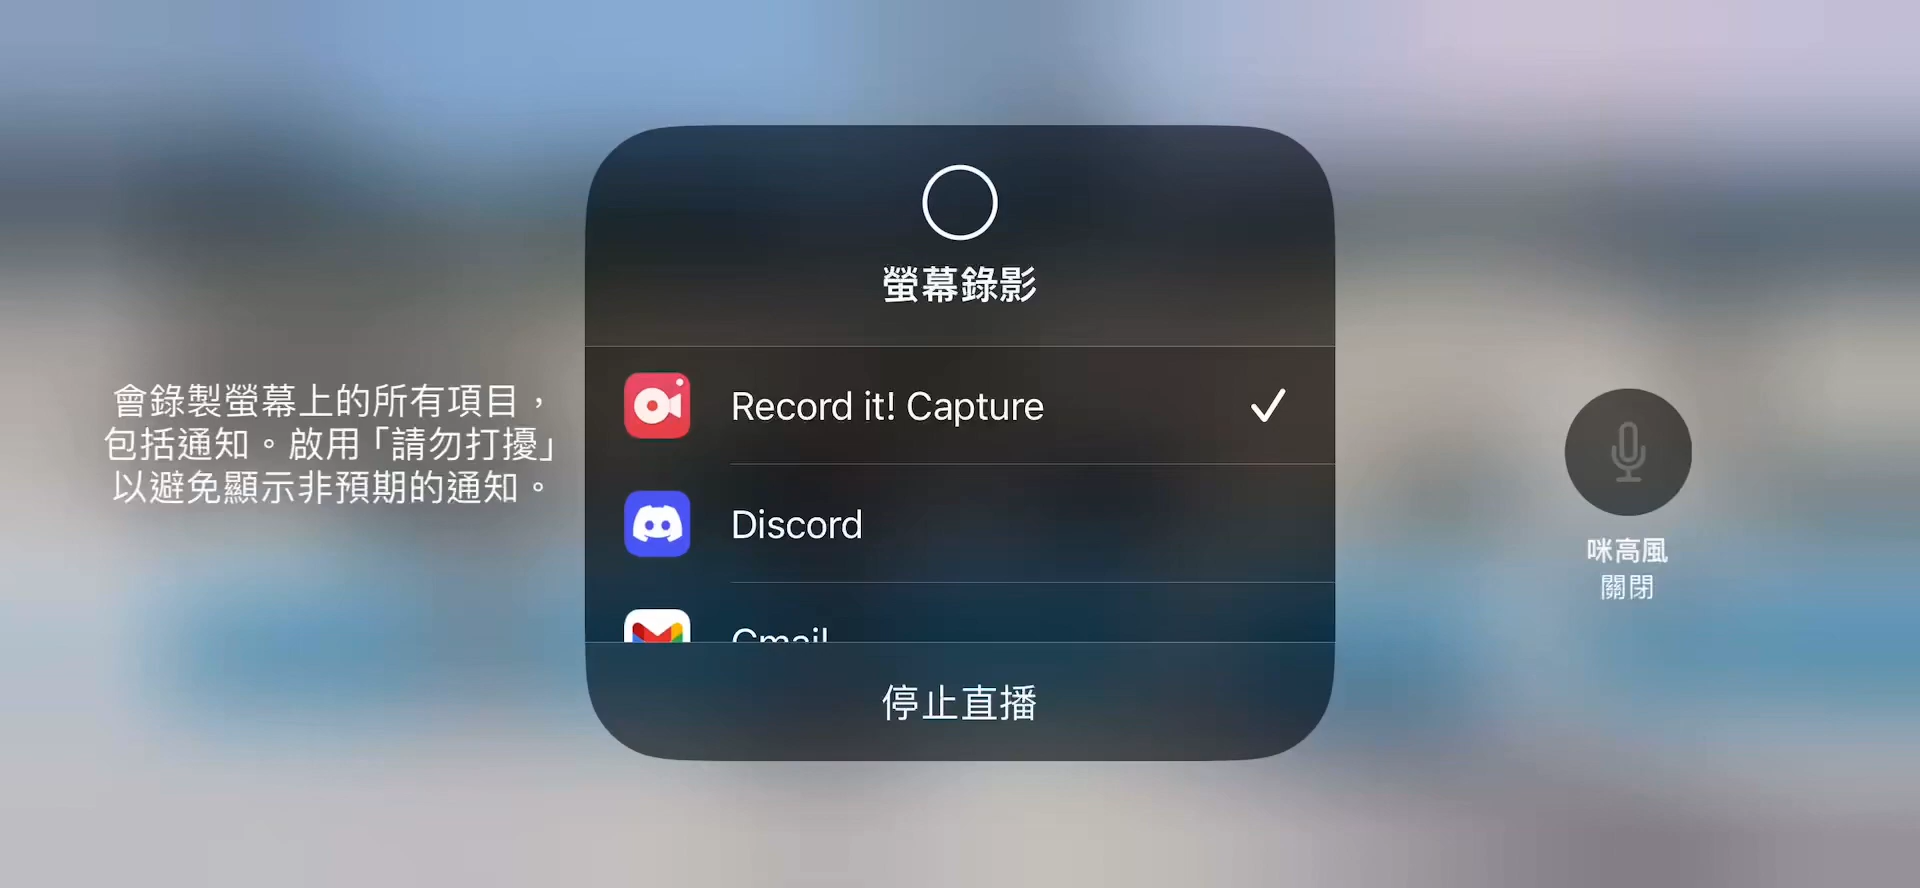 螢幕錄影
會錄製螢幕上的所有項目，
包括通知。啟用「請勿打擾」
以避免顯示非預期的通知。
Record it! Capture
Discord
Gmail
停止直播
咪高風
關閉